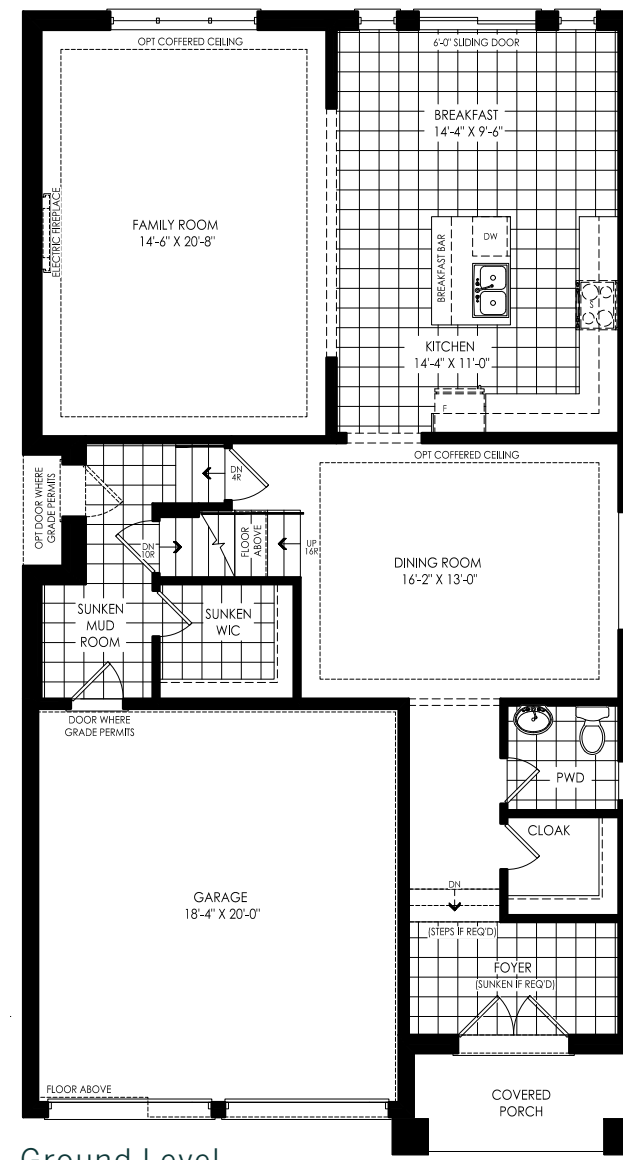 OPT COFFERED CEILING
6'-0" SLIDING DOOR
BREAKFAST
14'-4" X 9'-6"
FAMILY ROOM
14'-6" X 20'-8"
ELECTRIC FIREPLACE
BREAKFAST BAR
DW
S
KITCHEN
14'-4" X 11'-0"
F
OPT COFFERED CEILING
OPT DOOR WHERE
GRADE PERMITS
DN
4R
DN
10R
FLOOR
ABOVE
UP
16R
DINING ROOM
16'-2" X 13'-0"
SUNKEN
MUD
ROOM
SUNKEN
WIC
DOOR WHERE
GRADE PERMITS
PWD
CLOAK
GARAGE
18'-4" X 20'-0"
DN
(STEPS IF REQ'D)
FOYER
(SUNKEN IF REQ'D)
FLOOR ABOVE
COVERED
PORCH
Ground Level